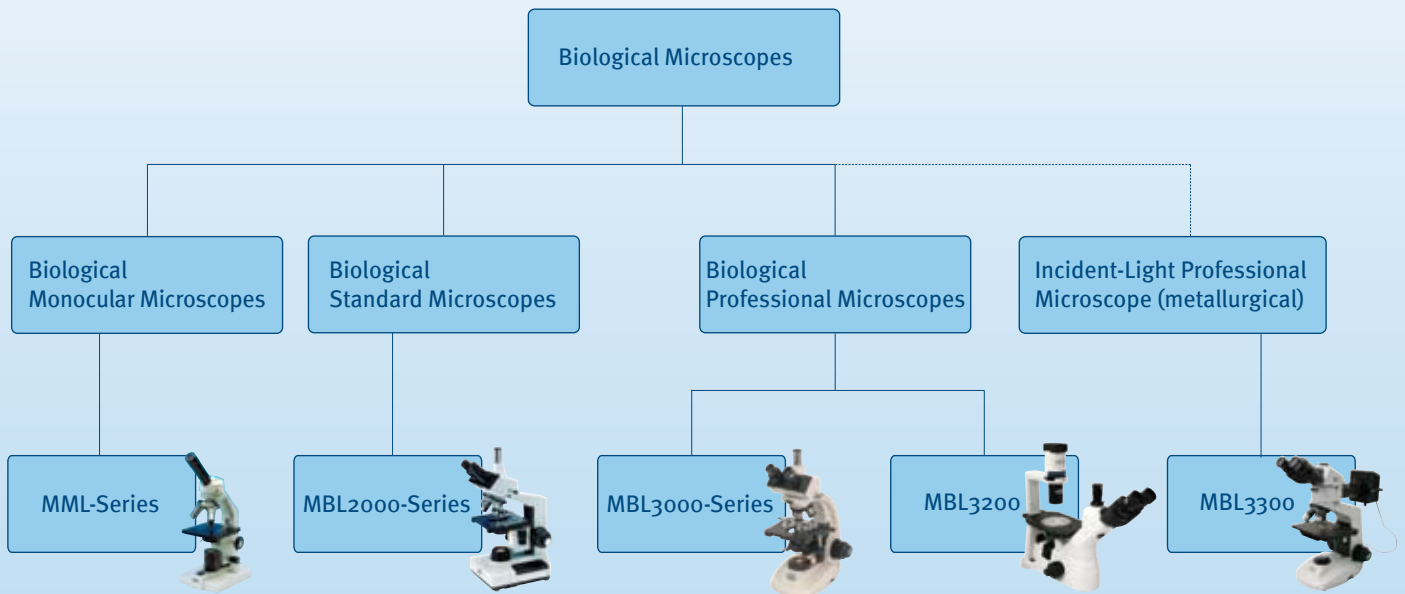 Biological Microscopes
Biological
Monocular Microscopes
Biological
Standard Microscopes
Biological
Professional Microscopes
Incident-Light Professional
Microscope (metallurgical)
MML-Series
MBL2000-Series
MBL3000-Series
MBL3200
MBL3300